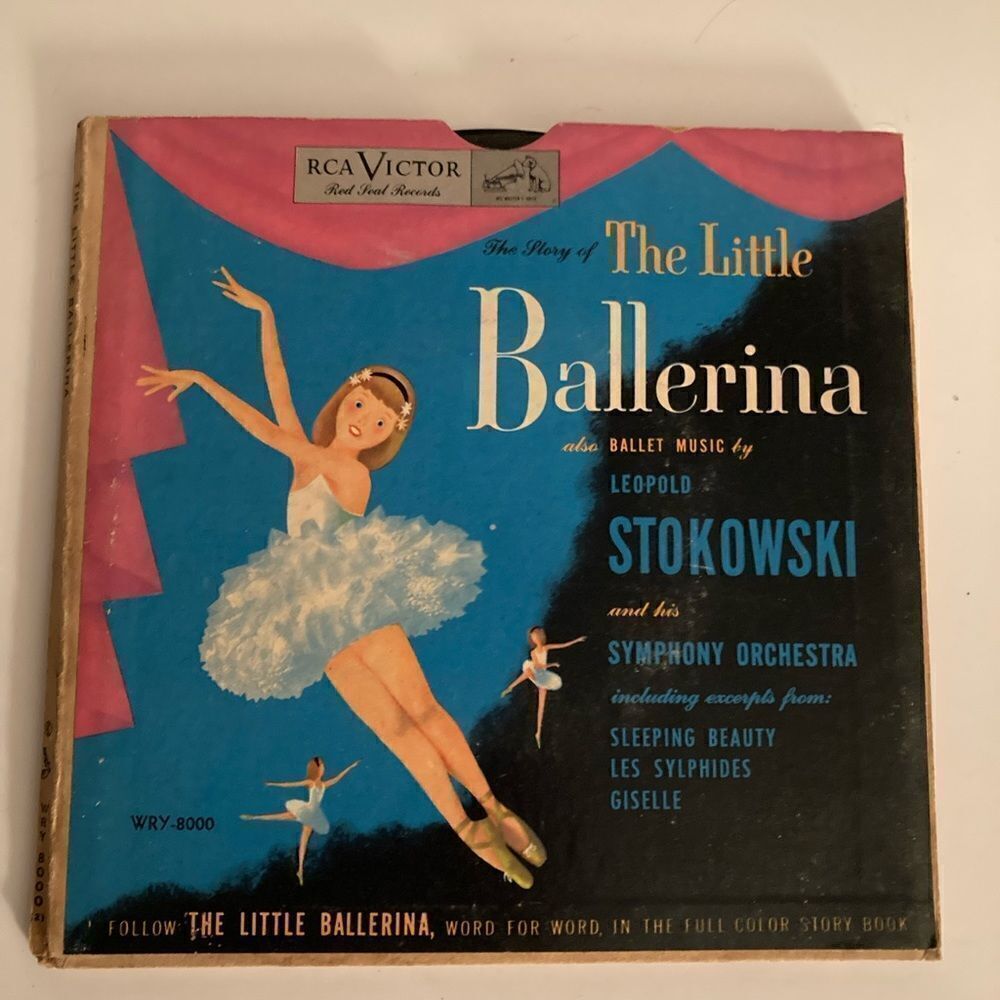 RCA VICTOR
Red Seal Records
The Story of The Little
Ballerina
also BALLET MUSIC by
LEOPOLD
STOKOWSKI
and his
SYMPHONY ORCHESTRA
including excerpts from:
SLEEPING BEAUTY
LES SYLPHIDES
GISELLE
WRY-8000
FOLLOW THE LITTLE BALLERINA, WORD FOR WORD, IN THE FULL COLOR STORY BOOK
THE LITTLE BALLERINA
WRY 8000